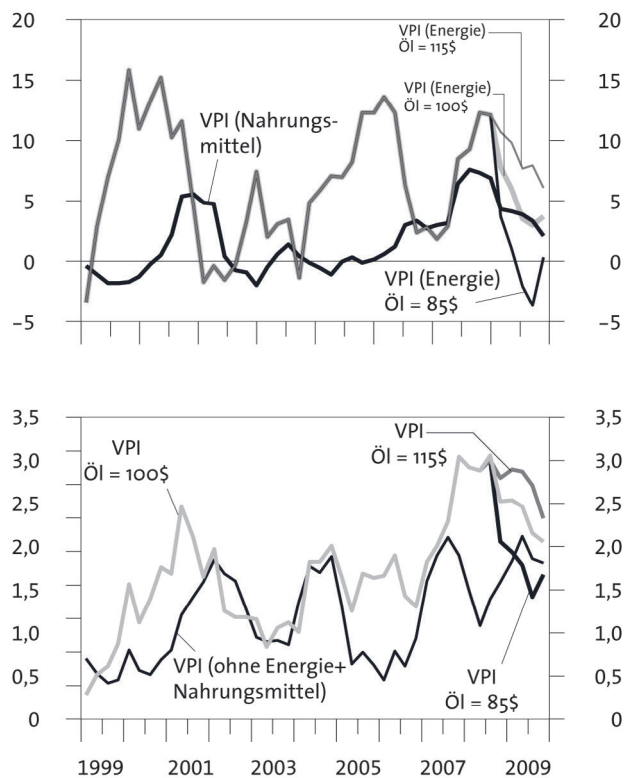 20
15
10
5
0
–5
20
15
10
5
0
–5
VPI (Energie)
Öl = 115$
VPI (Energie)
Öl = 100$
VPI (Nahrungs-
mittel)
VPI (Energie)
Öl = 85$
3,5
3,0
2,5
2,0
1,5
1,0
0,5
0
3,5
3,0
2,5
2,0
1,5
1,0
0,5
0
VPI
Öl = 100$
VPI
Öl = 115$
VPI (ohne Energie+
Nahrungsmittel)
VPI
Öl = 85$
1999 2001 2003 2005 2007 2009